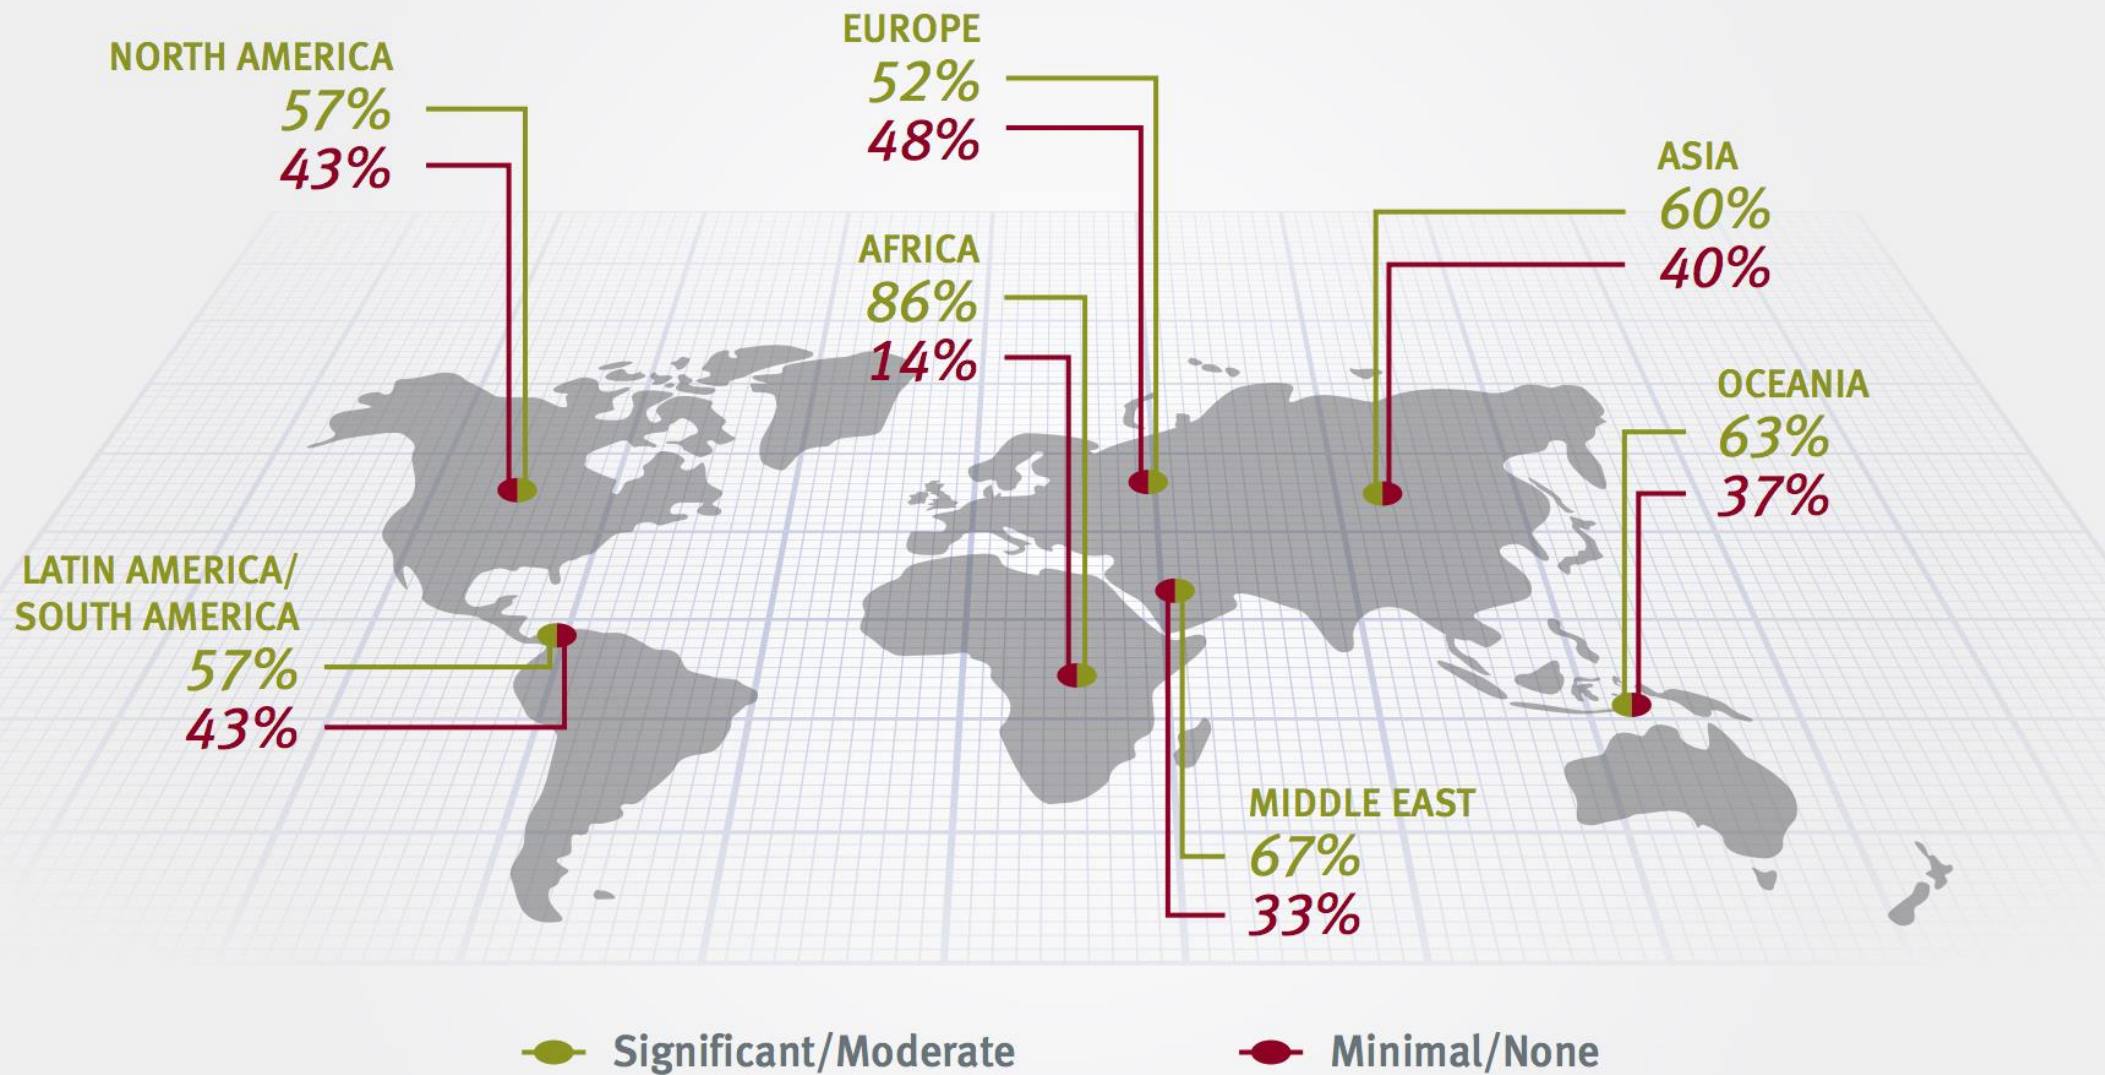 NORTH AMERICA
57%
43%
EUROPE
52%
48%
ASIA
60%
40%
AFRICA
86%
14%
OCEANIA
63%
37%
LATIN AMERICA/
SOUTH AMERICA
57%
43%
MIDDLE EAST
67%
33%
Significant/Moderate
Minimal/None